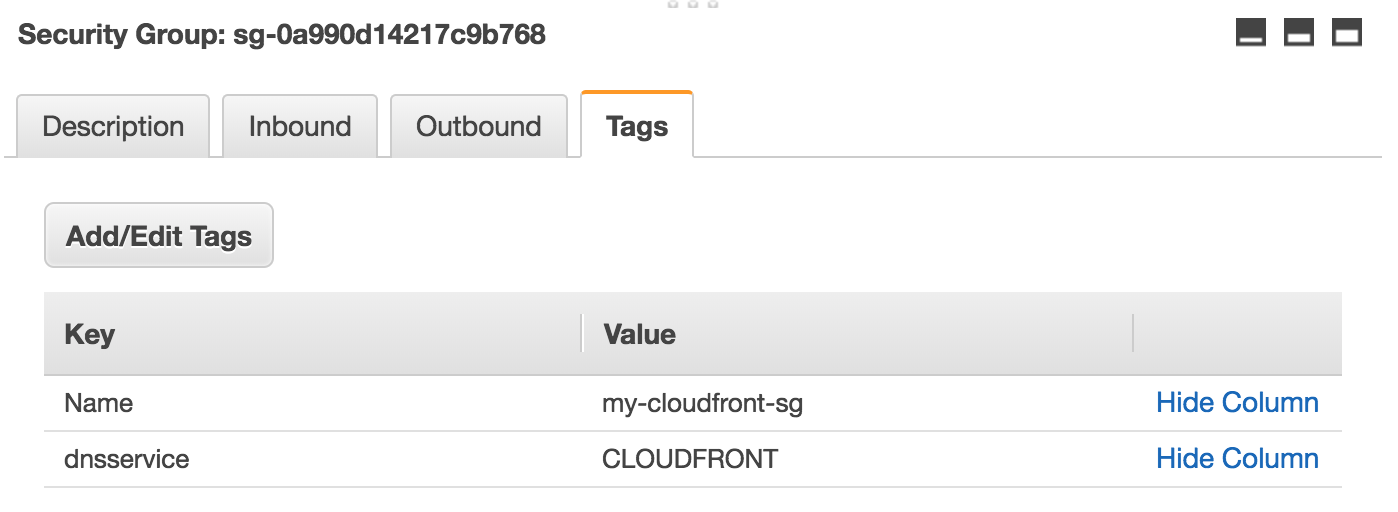 Security Group: sg-0a990d14217c9b768
Description Inbound Outbound Tags
Add/Edit Tags
Key Value
Name my-cloudfront-sg Hide Column
dnsservice CLOUDFRONT Hide Column